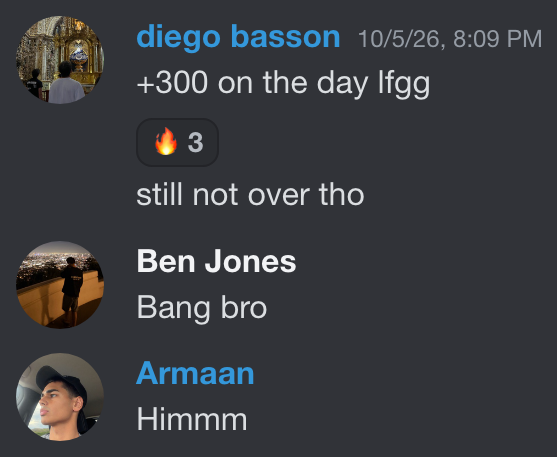 diego basson 10/5/26, 8:09 PM
+300 on the day lfgg
🔥 3
still not over tho
Ben Jones
Bang bro
Armaan
Himmm